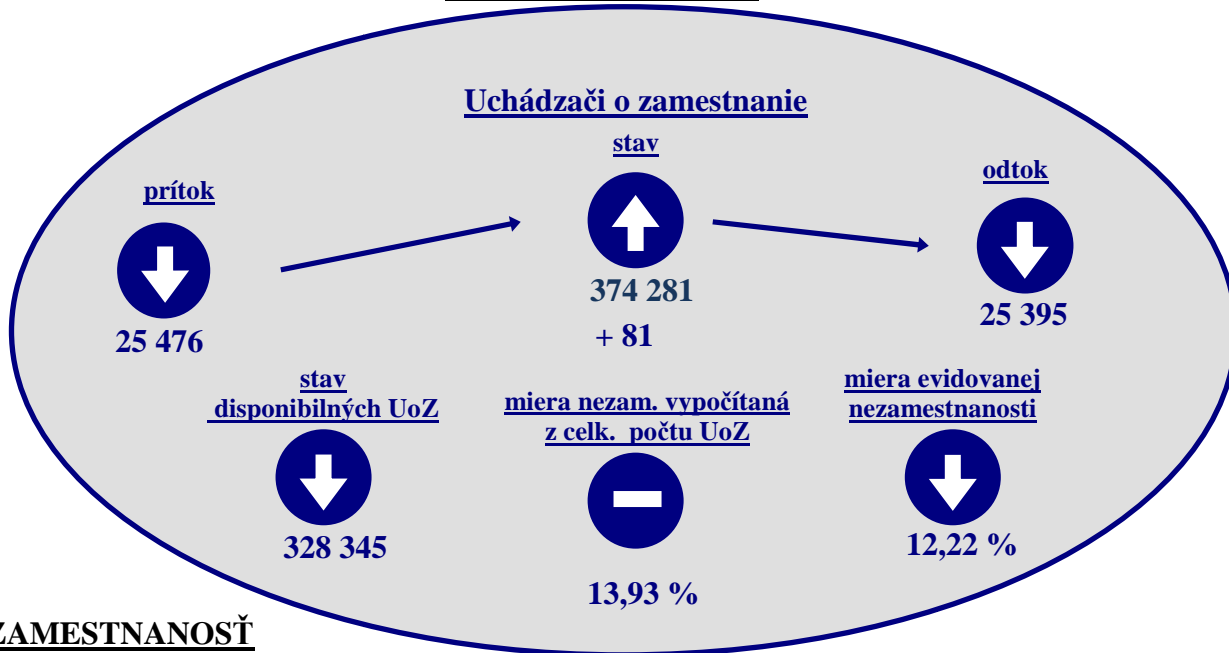 Uchádzači o zamestnanie
stav
prítok
odtok
374 281
+ 81
25 476
25 395
stav
disponibilných UoZ
miera nezam. vypočítaná
z celk. počtu UoZ
miera evidovanej
nezamestnanosti
328 345
13,93 %
12,22 %
ZAMESTNANOSŤ